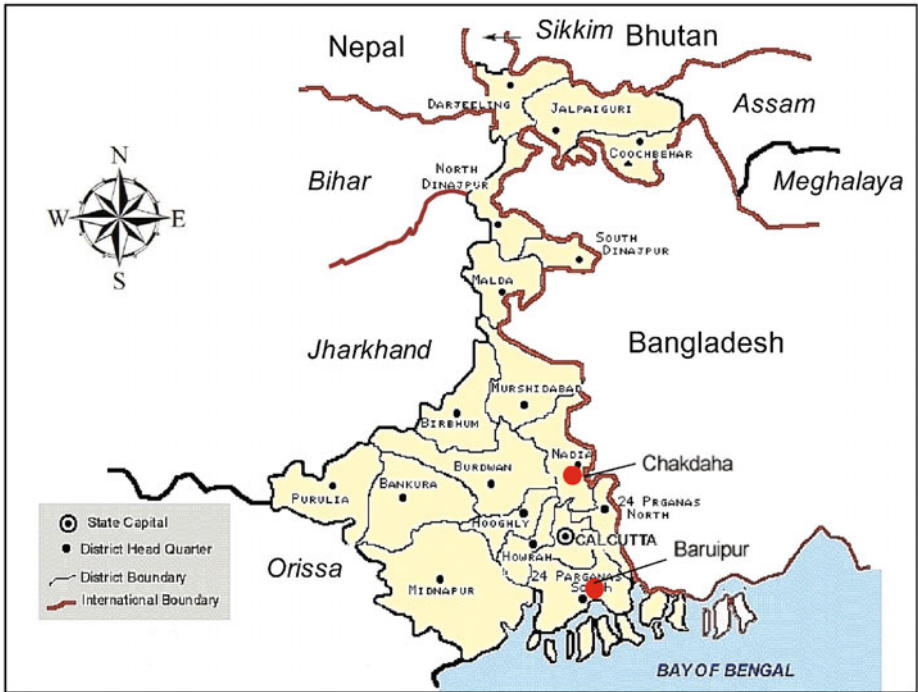 Sikkim
Nepal
Bhutan
DARJEELING
JALPAIGURI
Assam
COOCHBEHAR
N
W E
S
Bihar
NORTH
DINAJPUR
Meghalaya
SOUTH
DINAJPUR
MALDA
Jharkhand
Bangladesh
MURSHIDABAD
BIRBHUM
NADIA
Chakdaha
BURDWAN
PURULIA
BANKURA
24 PRGANAS
NORTH
HOOGHLY
CALCUTTA
HOWRAH
Baruipur
Orissa
24 PARGANAS
MIDNAPUR
State Capital
District Head Quarter
District Boundary
International Boundary
BAY OF BENGAL